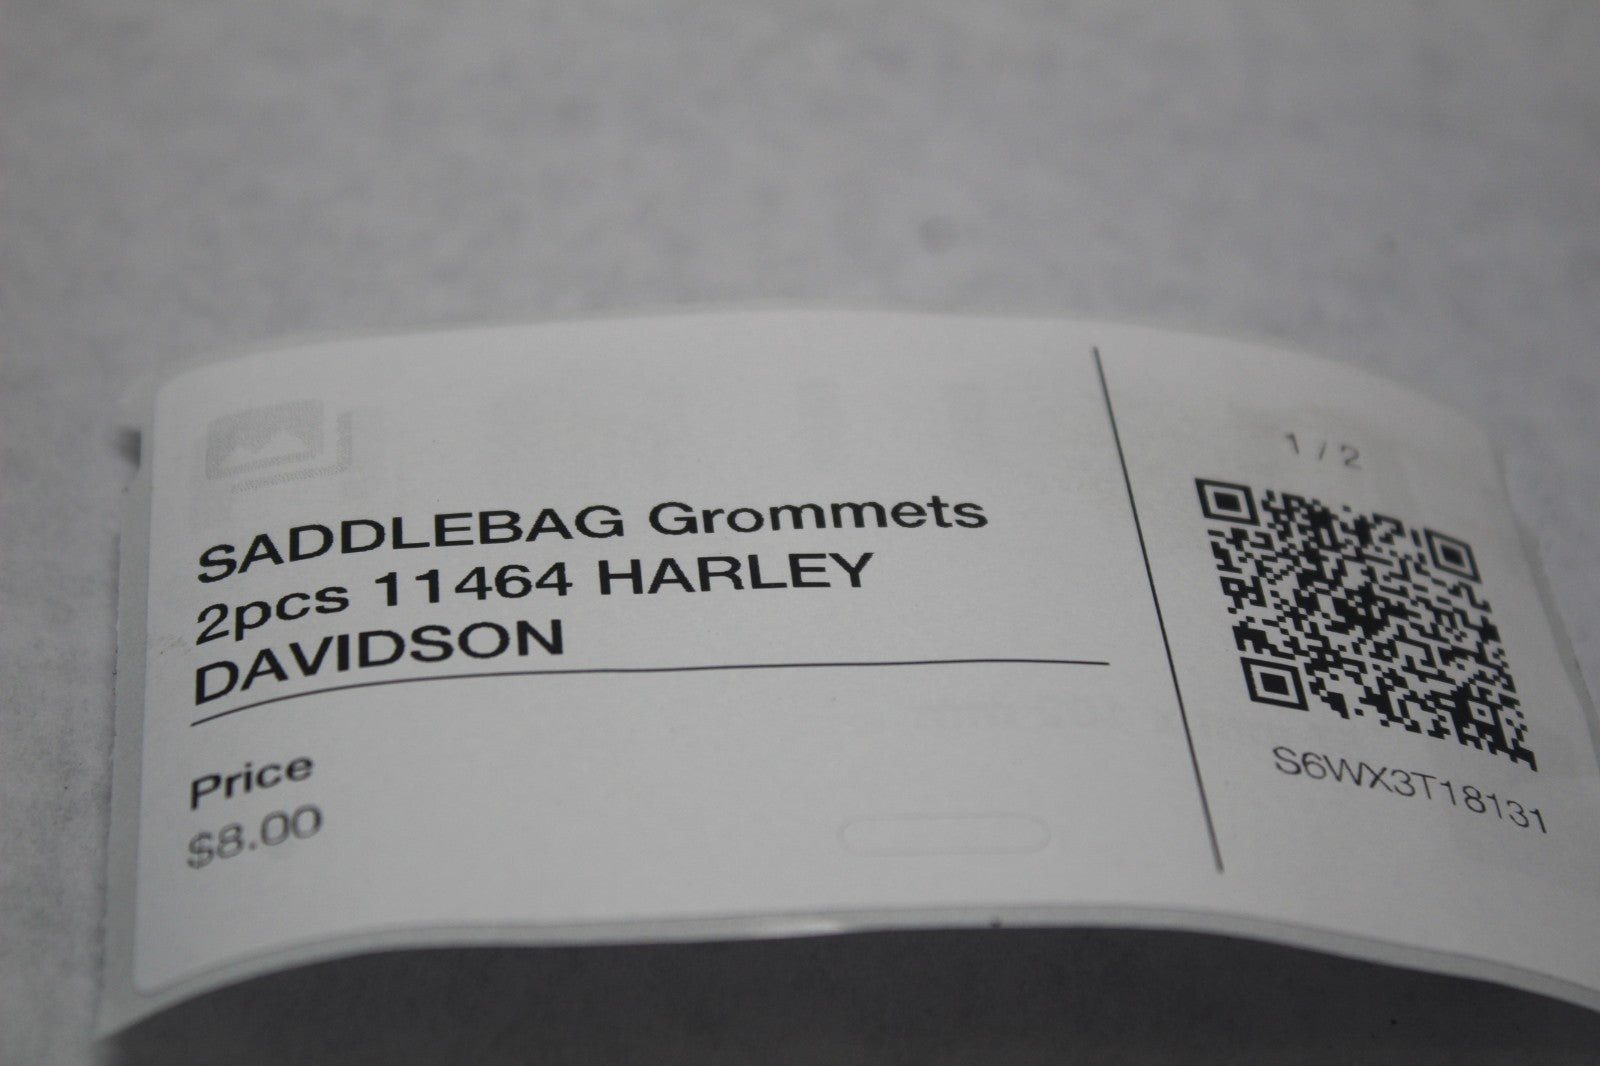 SADDLEBAG Grommets
2pcs 11464 HARLEY
DAVIDSON
Price
$8.00
1 / 2
S6WX3T18131